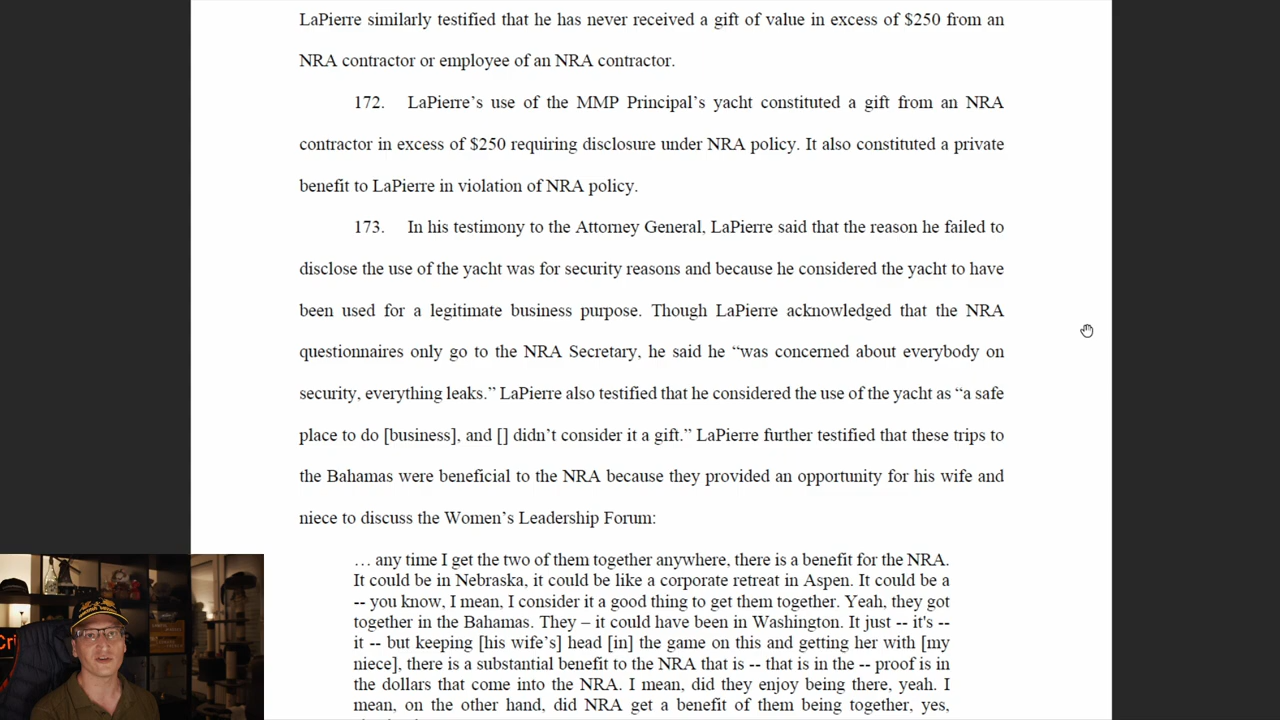 LaPierre similarly testified that he has never received a gift of value in excess of $250 from an
NRA contractor or employee of an NRA contractor.
172. LaPierre’s use of the MMP Principal’s yacht constituted a gift from an NRA
contractor in excess of $250 requiring disclosure under NRA policy. It also constituted a private
benefit to LaPierre in violation of NRA policy.
173. In his testimony to the Attorney General, LaPierre said that the reason he failed to
disclose the use of the yacht was for security reasons and because he considered the yacht to have
been used for a legitimate business purpose. Though LaPierre acknowledged that the NRA
questionnaires only go to the NRA Secretary, he said he “was concerned about everybody on
security, everything leaks.” LaPierre also testified that he considered the use of the yacht as “a safe
place to do [business], and [] didn’t consider it a gift.” LaPierre further testified that these trips to
the Bahamas were beneficial to the NRA because they provided an opportunity for his wife and
niece to discuss the Women’s Leadership Forum:
… any time I get the two of them together anywhere, there is a benefit for the NRA.
It could be in Nebraska, it could be like a corporate retreat in Aspen. It could be a
-- you know, I mean, I consider it a good thing to get them together. Yeah, they got
together in the Bahamas. They – it could have been in Washington. It just -- it's --
it -- but keeping [his wife’s] head [in] the game on this and getting her with [my
niece], there is a substantial benefit to the NRA that is -- that is in the -- proof is in
the dollars that come into the NRA. I mean, did they enjoy being there, yeah. I
mean, on the other hand, did NRA get a benefit of them being together, yes,
Cri